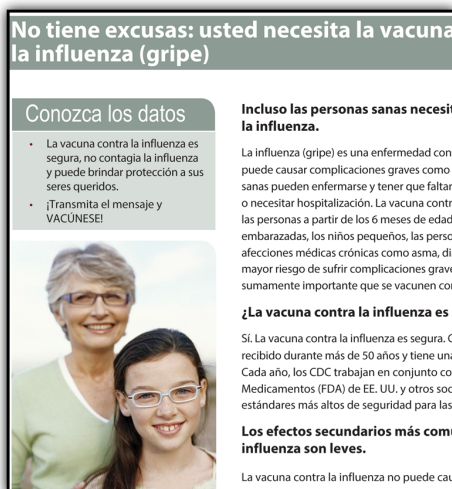 No tiene excusas: usted necesita la vacuna
la influenza (gripe)
Conozca los datos
• La vacuna contra la influenza es
segura, no contagia la influenza
y puede brindar protección a sus
seres queridos.
• ¡Transmita el mensaje y
VACÚNESE!
Incluso las personas sanas necesi
la influenza.
La influenza (gripe) es una enfermedad con
puede causar complicaciones graves como
sanas pueden enfermarse y tener que faltar
o necesitar hospitalización. La vacuna contr
las personas a partir de los 6 meses de edad
embarazadas, los niños pequeños, las perso
afecciones médicas crónicas como asma, di
mayor riesgo de sufrir complicaciones grave
sumamente importante que se vacunen co
¿La vacuna contra la influenza es
Sí. La vacuna contra la influenza es segura. C
recibido durante más de 50 años y tiene un
Cada año, los CDC trabajan en conjunto co
Medicamentos (FDA) de EE. UU. y otros soc
estándares más altos de seguridad para las
Los efectos secundarios más com
influenza son leves.
La vacuna contra la influenza no puede cau